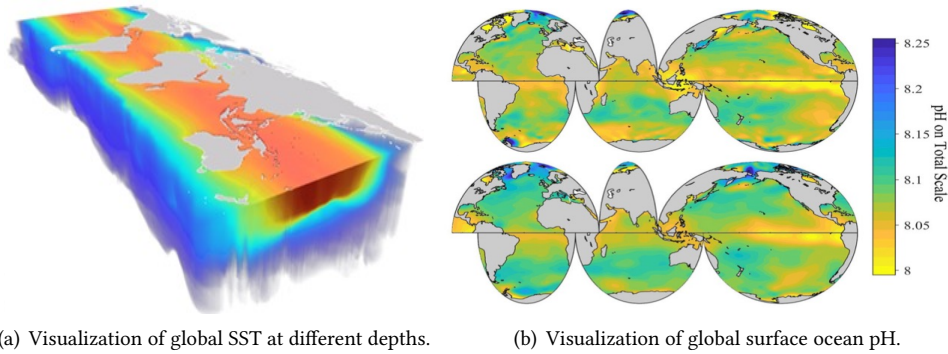 8.25
8.2
8.15
8.1
8.05
8
pH on Total Scale
(a) Visualization of global SST at different depths.
(b) Visualization of global surface ocean pH.